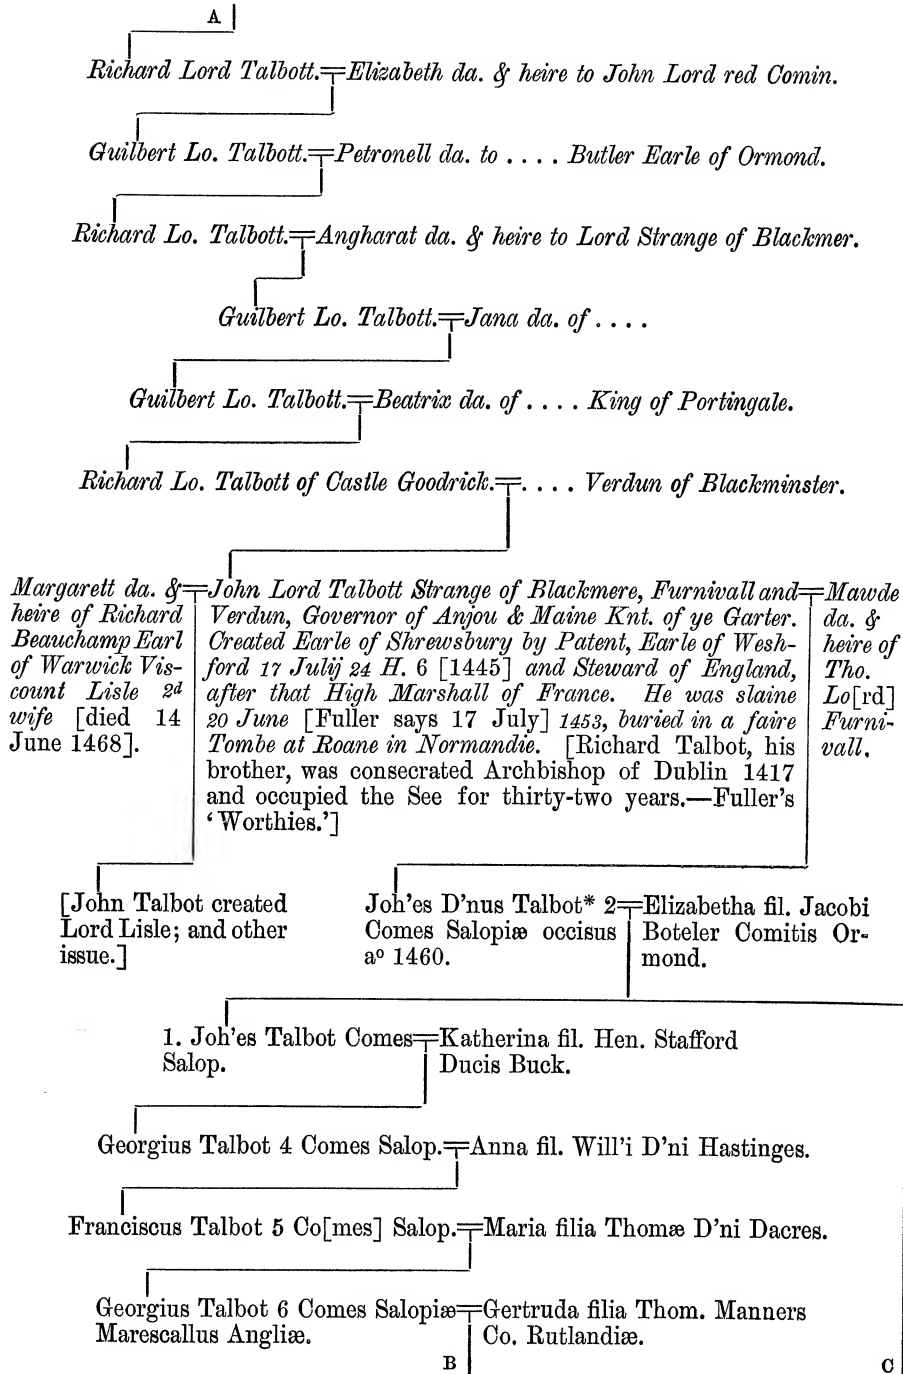 A
Richard Lord Talbott.=Elizabeth da. & heire to John Lord red Comin.
Guilbert Lo. Talbott.=Petronell da. to . . . . Butler Earle of Ormond.
Richard Lo. Talbott.=Angharat da. & heire to Lord Strange of Blackmer.
Guilbert Lo. Talbott.=Jana da. of . . . .
Guilbert Lo. Talbott.=Beatrix da. of . . . . King of Portingale.
Richard Lo. Talbott of Castle Goodrick.=. . . . Verdun of Blackminster.
Margarett da. &
heire of Richard
Beauchamp Earl
of Warwick Vis-
count Lisle 2d
wife [died 14
June 1468].
=John Lord Talbott Strange of Blackmere, Furnivall and=
Verdun, Governor of Anjou & Maine Knt. of ye Garter.
Created Earle of Shrewsbury by Patent, Earle of Wesh-
ford 17 Julij 24 H. 6 [1445] and Steward of England,
after that High Marshall of France. He was slaine
20 June [Fuller says 17 July] 1453, buried in a faire
Tombe at Roane in Normandie. [Richard Talbot, his
brother, was consecrated Archbishop of Dublin 1417
and occupied the See for thirty-two years.—Fuller's
'Worthies.']
Mawde
da. &
heire of
Tho.
Lo[rd]
Furni-
vall.
[John Talbot created
Lord Lisle; and other
issue.]
Joh'es D'nus Talbot* 2=
Comes Salopiæ occisus
aº 1460.
Elizabetha fil. Jacobi
Boteler Comitis Or-
mond.
1. Joh'es Talbot Comes=
Salop.
Katherina fil. Hen. Stafford
Ducis Buck.
Georgius Talbot 4 Comes Salop.=Anna fil. Will'i D'ni Hastinges.
Franciscus Talbot 5 Co[mes] Salop.=Maria filia Thomæ D'ni Dacres.
Georgius Talbot 6 Comes Salopiæ=
Marescallus Angliæ.
Gertruda filia Thom. Manners
Co. Rutlandiæ.
B
C